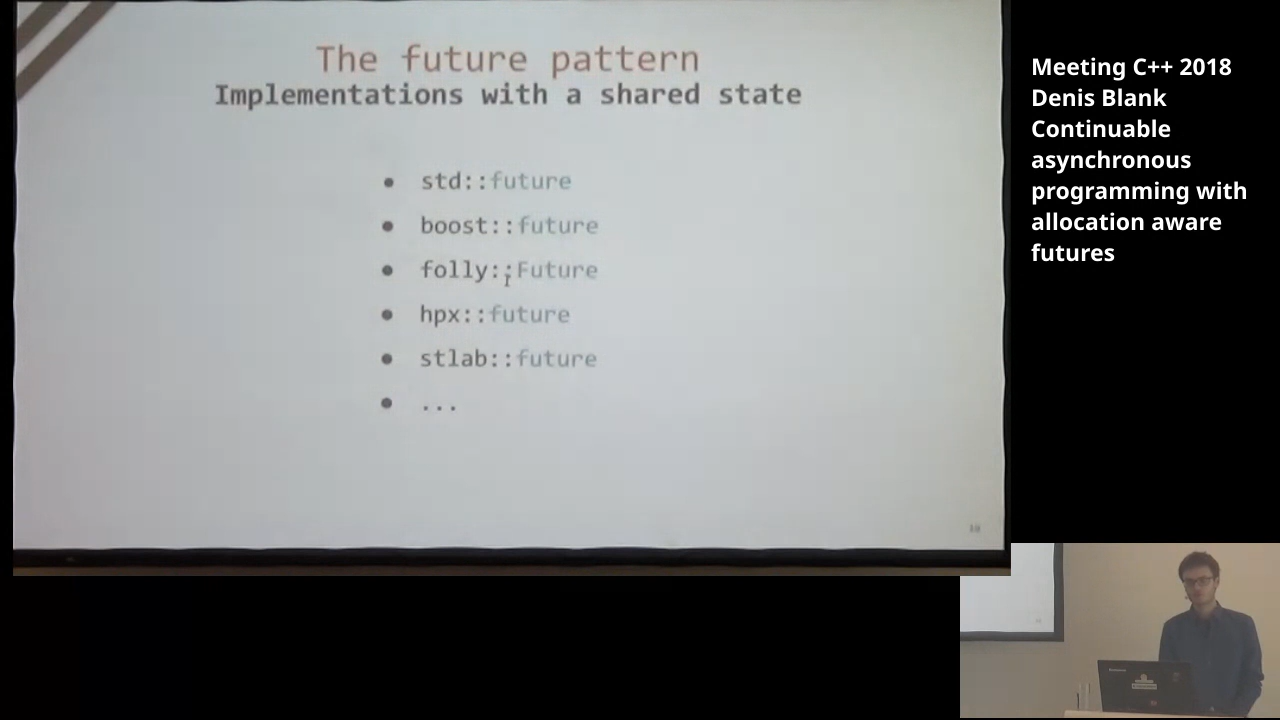 The future pattern
Implementations with a shared state
• std::future
• boost::future
• folly::Future
• hpx::future
• stlab::future
• ...
Meeting C++ 2018
Denis Blank
Continuable
asynchronous
programming with
allocation aware
futures